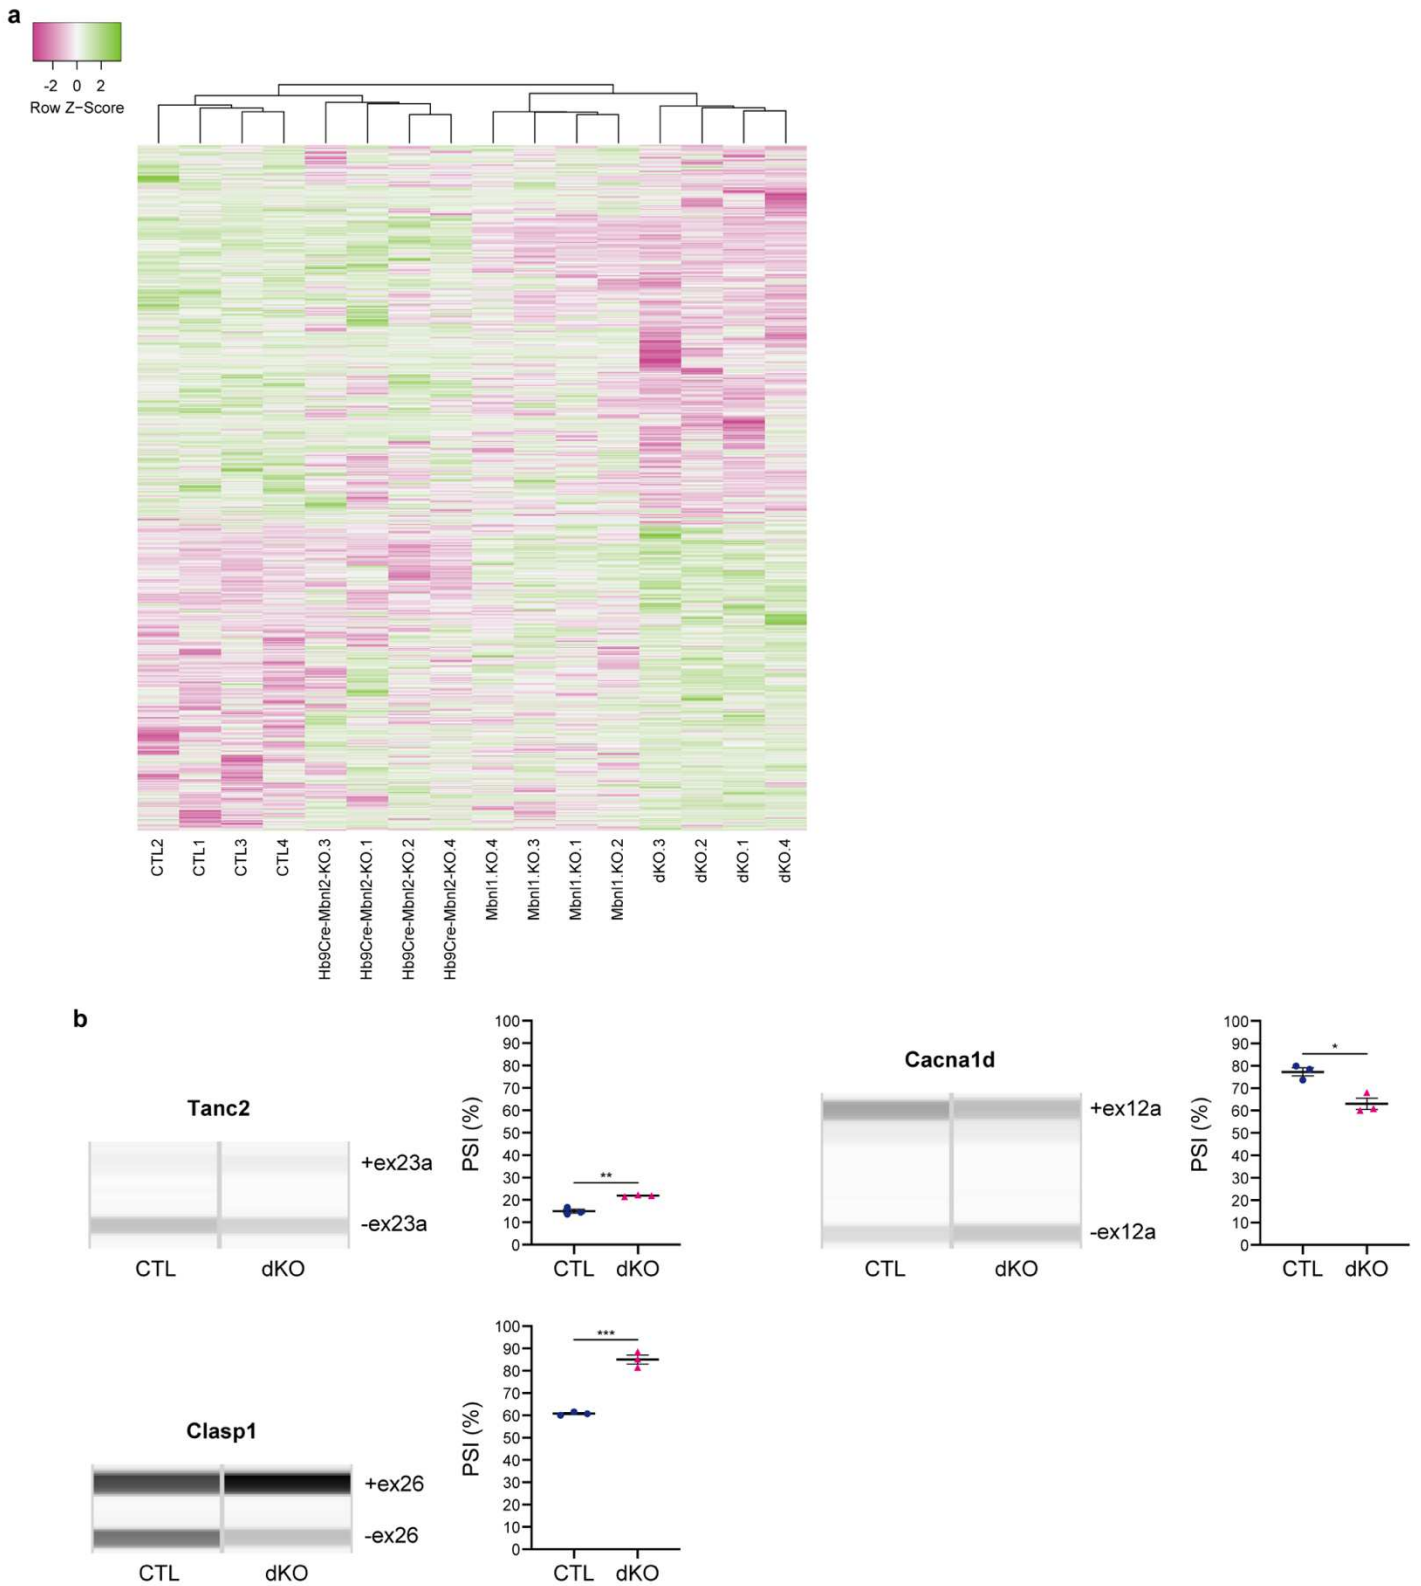 a
-2 0 2
Row Z−Score
CTL2
CTL1
CTL3
CTL4
Hb9Cre-Mbnl2-KO.3
Hb9Cre-Mbnl2-KO.1
Hb9Cre-Mbnl2-KO.2
Hb9Cre-Mbnl2-KO.4
Mbnl1.KO.4
Mbnl1.KO.3
Mbnl1.KO.1
Mbnl1.KO.2
dKO.3
dKO.2
dKO.1
dKO.4
b
Tanc2
+ex23a
-ex23a
CTL dKO
PSI (%)
100
90
80
70
60
50
40
30
20
10
0
**
CTL dKO
Cacna1d
+ex12a
-ex12a
CTL dKO
PSI (%)
100
90
80
70
60
50
40
30
20
10
0
*
CTL dKO
Clasp1
+ex26
-ex26
CTL dKO
PSI (%)
100
90
80
70
60
50
40
30
20
10
0
***
CTL dKO